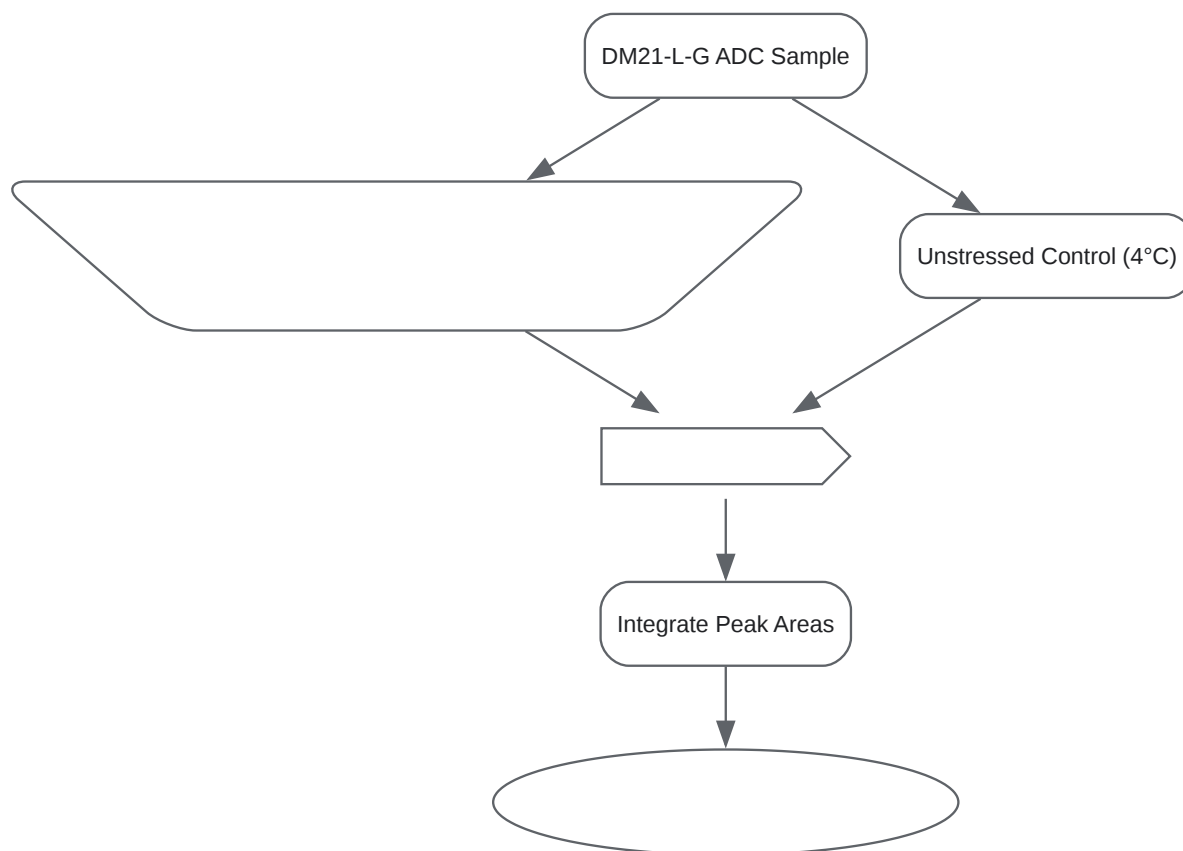 DM21-L-G ADC Sample
Unstressed Control (4°C)
Integrate Peak Areas